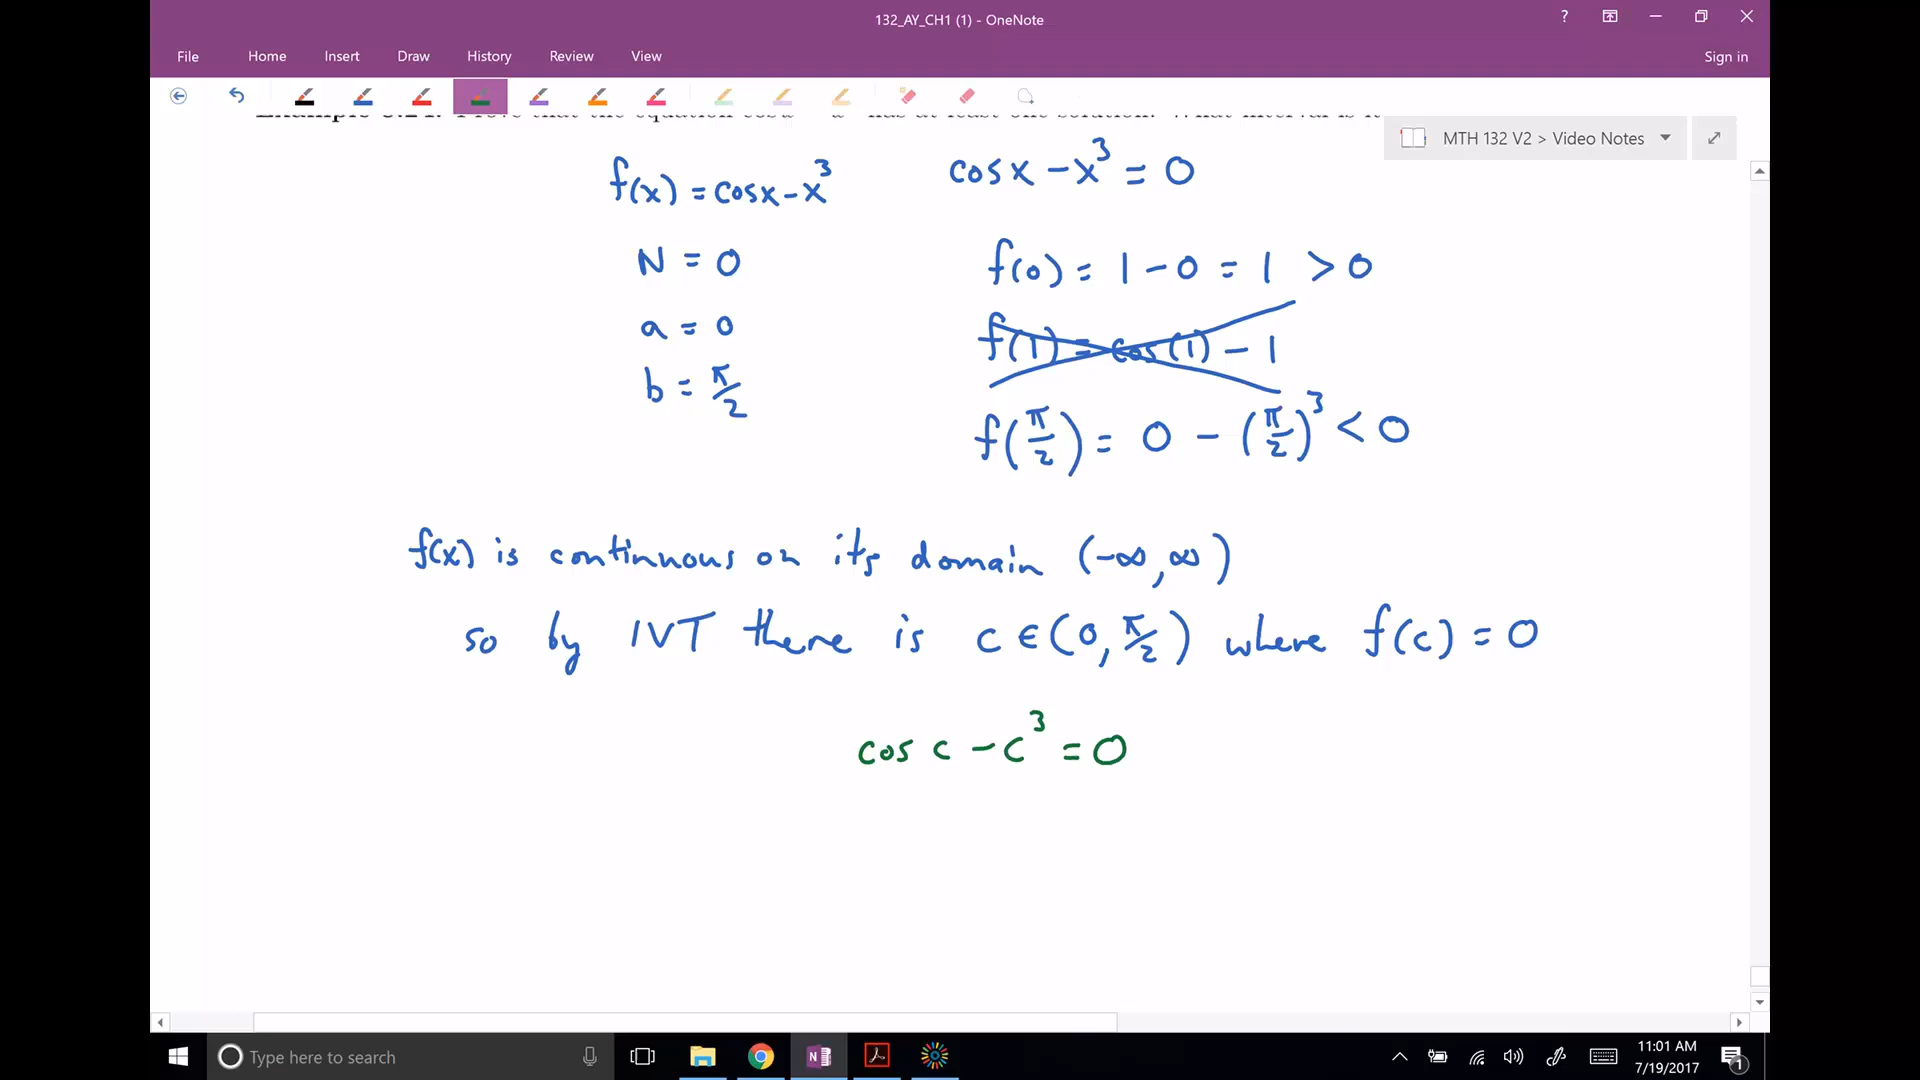 132_AY_CH1 (1) - OneNote
?
File Home Insert Draw History Review View Sign in
MTH 132 V2 > Video Notes
f(x) = cosx - x³
cosx - x³ = 0
N = 0
f(0) = 1 - 0 = 1 > 0
a = 0
f(1) = cos(1) - 1
b = π/2
f(π/2) = 0 - (π/2)³ < 0
f(x) is continuous on its domain (-∞, ∞)
so by IVT there is c ∈ (0, π/2) where f(c) = 0
cos c - c³ = 0
Type here to search
11:01 AM
7/19/2017
1